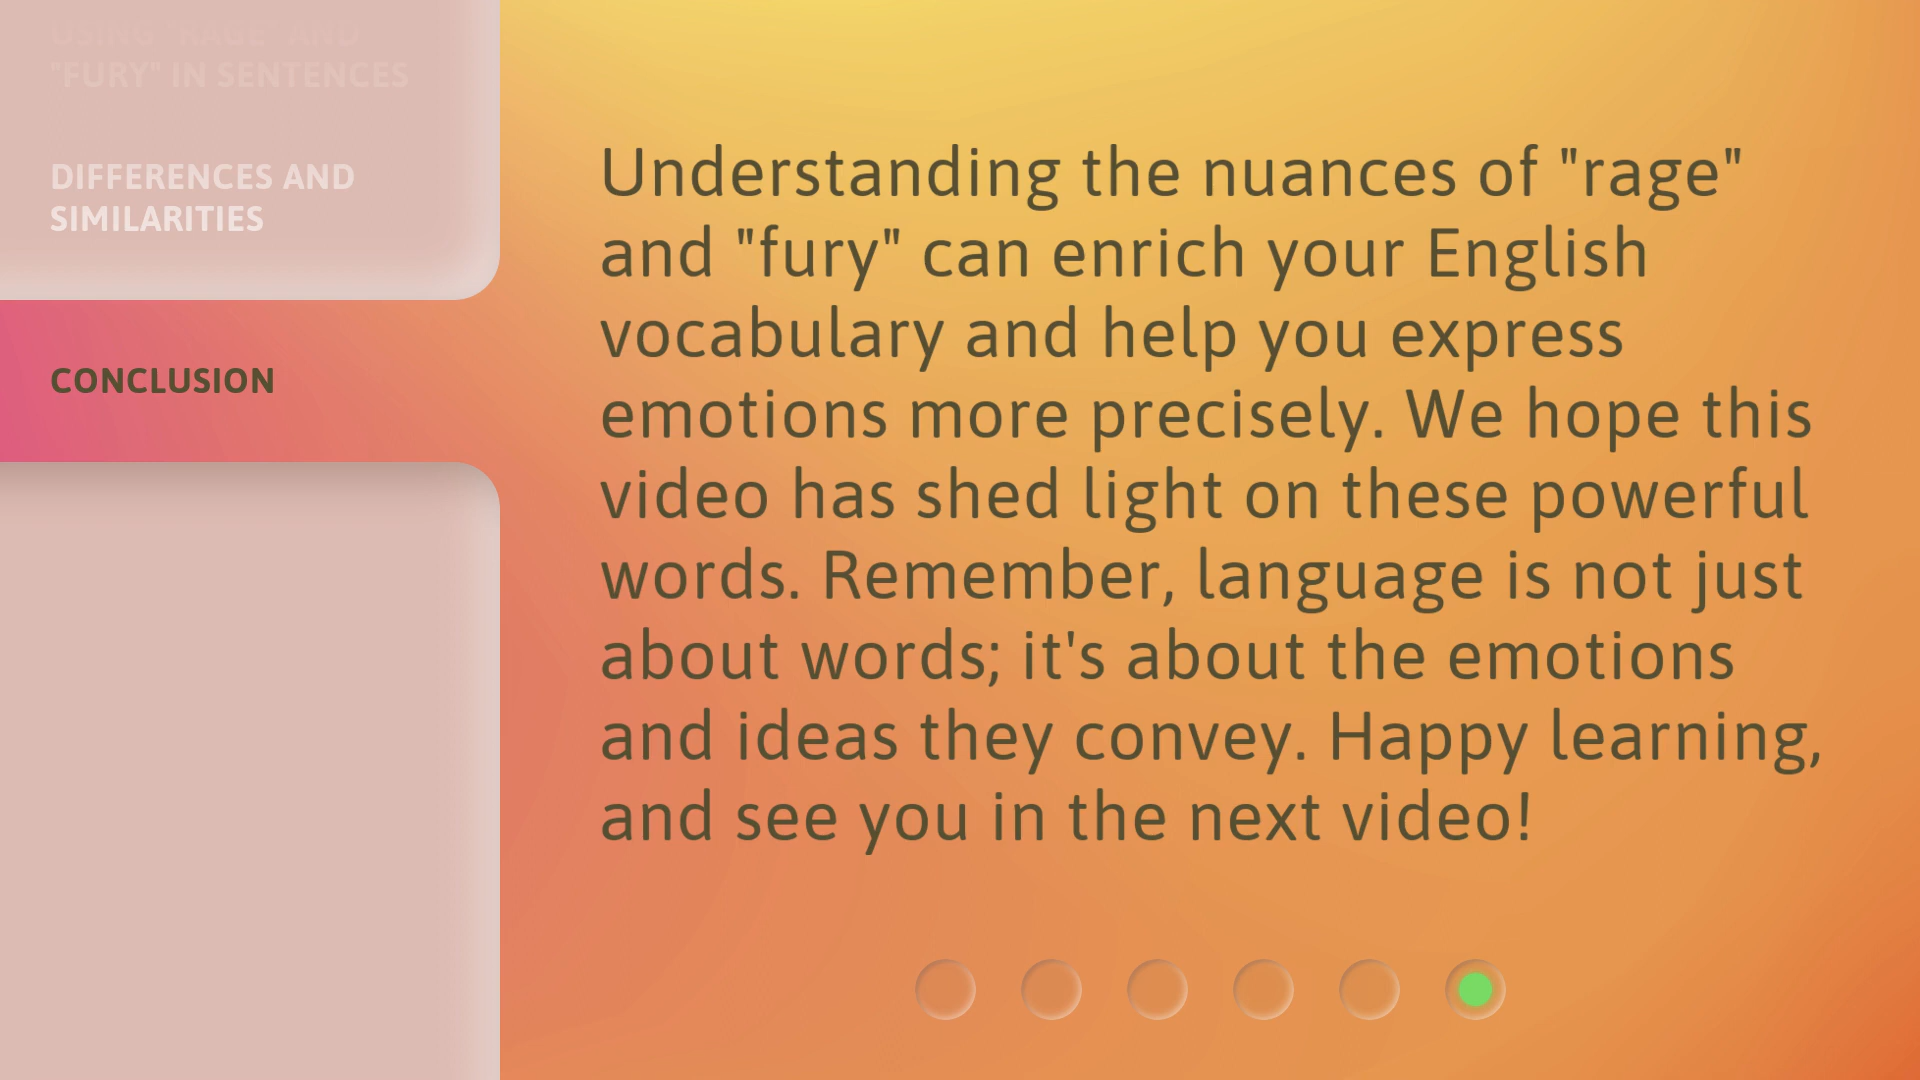 USING "RAGE" AND
"FURY" IN SENTENCES
DIFFERENCES AND
SIMILARITIES
CONCLUSION
Understanding the nuances of "rage"
and "fury" can enrich your English
vocabulary and help you express
emotions more precisely. We hope this
video has shed light on these powerful
words. Remember, language is not just
about words; it's about the emotions
and ideas they convey. Happy learning,
and see you in the next video!